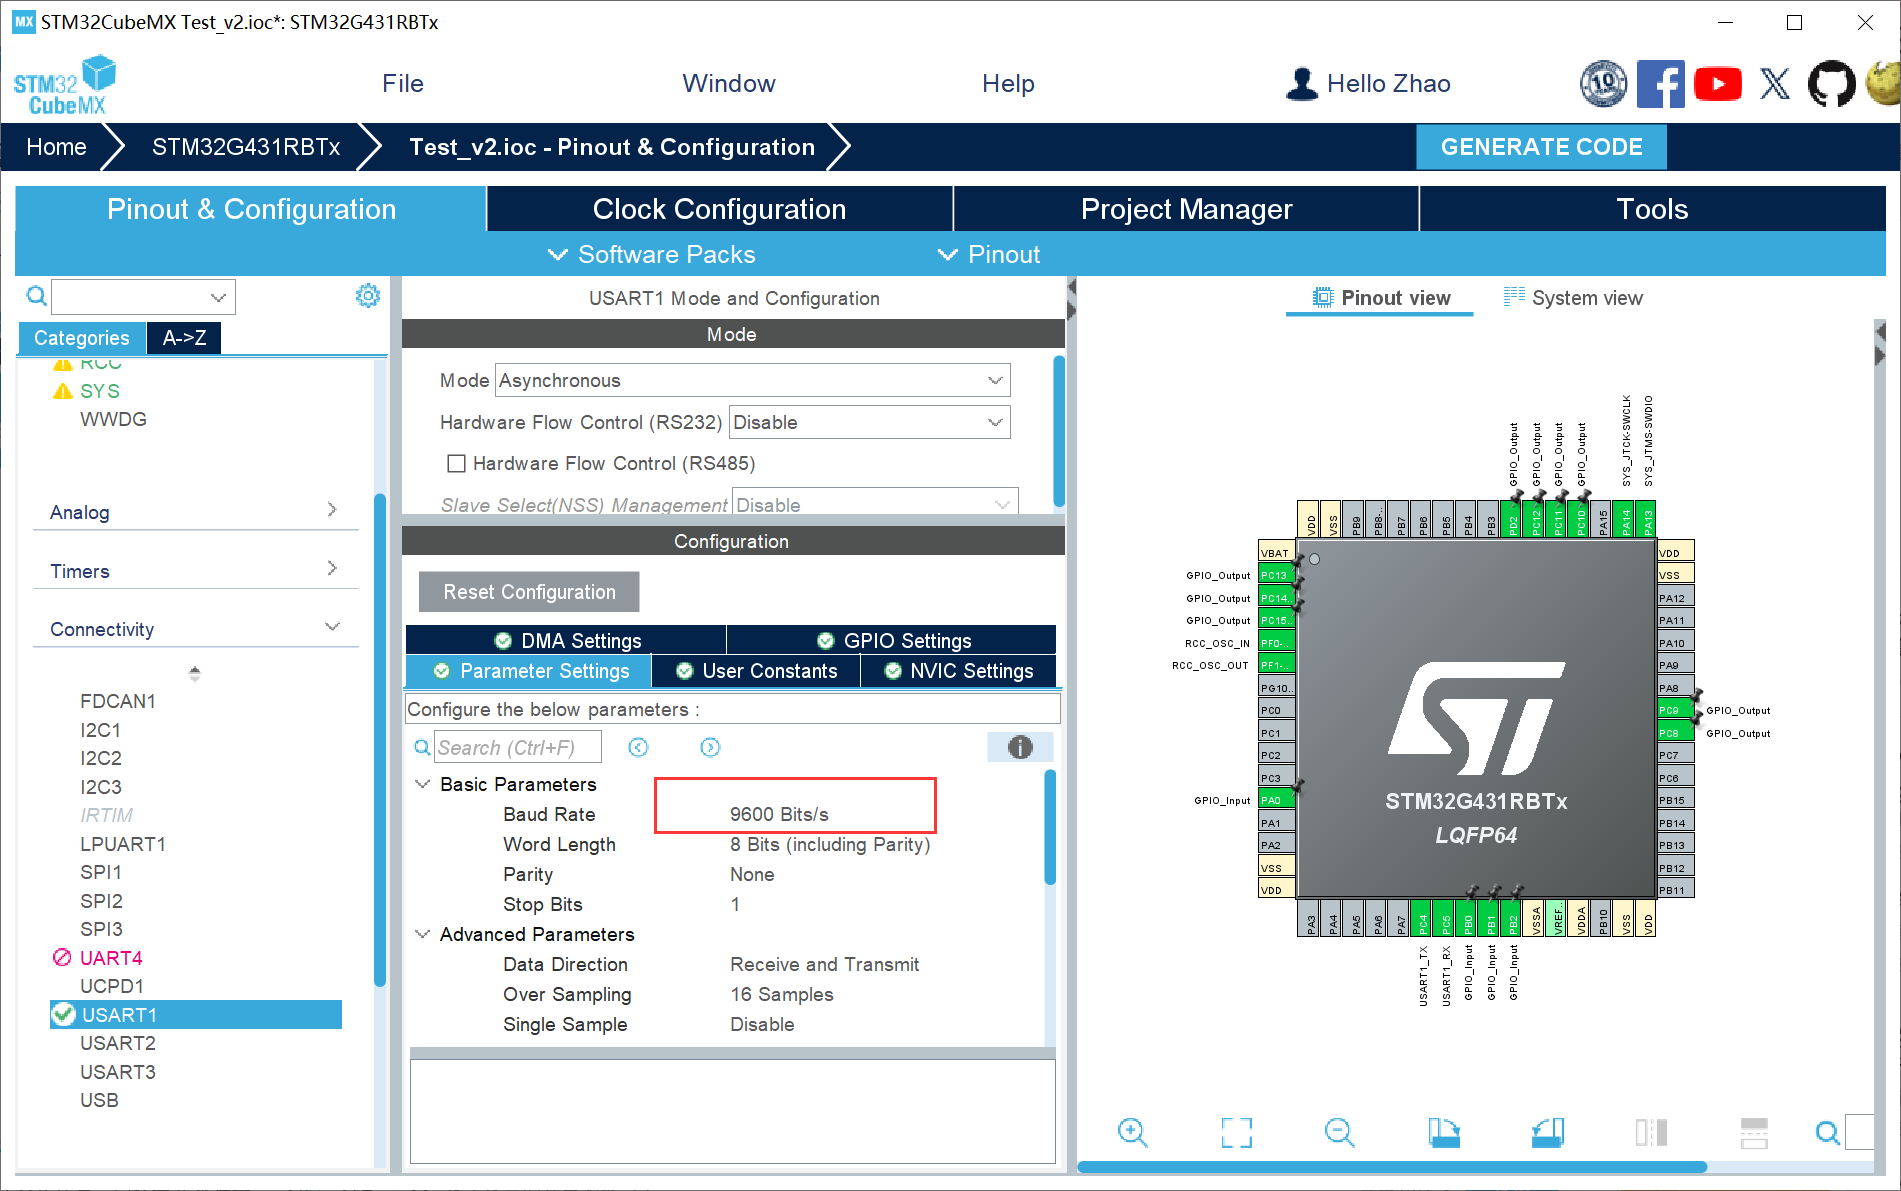 MX STM32CubeMX Test_v2.ioc*: STM32G431RBTx
STM32 CubeMX
File
Window
Help
Hello Zhao
10
Home
STM32G431RBTx
Test_v2.ioc - Pinout & Configuration
GENERATE CODE
Pinout & Configuration
Clock Configuration
Project Manager
Tools
Software Packs
Pinout
Categories
A->Z
RCC
SYS
WWDG
Analog
Timers
Connectivity
FDCAN1
I2C1
I2C2
I2C3
IRTIM
LPUART1
SPI1
SPI2
SPI3
UART4
UCPD1
USART1
USART2
USART3
USB
USART1 Mode and Configuration
Mode
Mode Asynchronous
Hardware Flow Control (RS232) Disable
Hardware Flow Control (RS485)
Slave Select(NSS) Management Disable
Configuration
Reset Configuration
DMA Settings
GPIO Settings
Parameter Settings
User Constants
NVIC Settings
Configure the below parameters :
Search (Ctrl+F)
Basic Parameters
Baud Rate 9600 Bits/s
Word Length 8 Bits (including Parity)
Parity None
Stop Bits 1
Advanced Parameters
Data Direction Receive and Transmit
Over Sampling 16 Samples
Single Sample Disable
Pinout view
System view
GPIO_Output
GPIO_Output
GPIO_Output
GPIO_Output
SYS_JTCK-SWCLK
SYS_JTMS-SWDIO
VDD
VSS
PB9
PB8-..
PB7
PB6
PB5
PB4
PB3
PD2
PC12
PC11
PC10
PA15
PA14
PA13
VBAT
GPIO_Output PC13
GPIO_Output PC14..
GPIO_Output PC15..
RCC_OSC_IN PF0-..
RCC_OSC_OUT PF1-..
PG10..
PC0
PC1
PC2
PC3
GPIO_Input PA0
PA1
PA2
VSS
VDD
STM32G431RBTx
LQFP64
VDD
VSS
PA12
PA11
PA10
PA9
PA8
PC9 GPIO_Output
PC8 GPIO_Output
PC7
PC6
PB15
PB14
PB13
PB12
PB11
PA3
PA4
PA5
PA6
PA7
PC4
PC5
PB0
PB1
PB2
VSSA
VREF..
VDDA
PB10
VSS
VDD
USART1_TX
USART1_RX
GPIO_Input
GPIO_Input
GPIO_Input